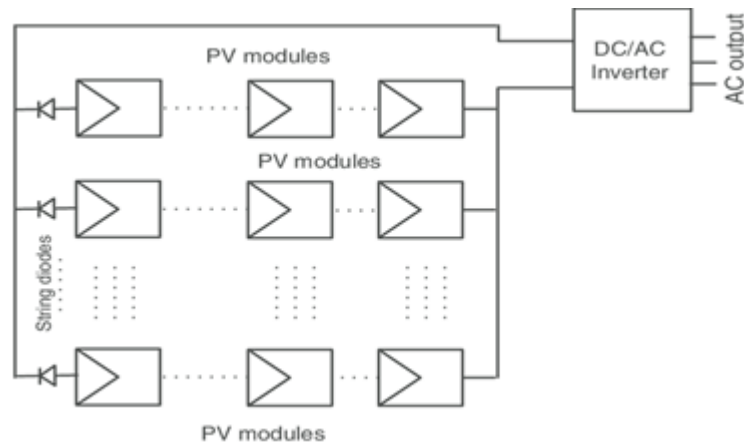 PV modules
DC/AC
Inverter
AC output
PV modules
String diodes
PV modules